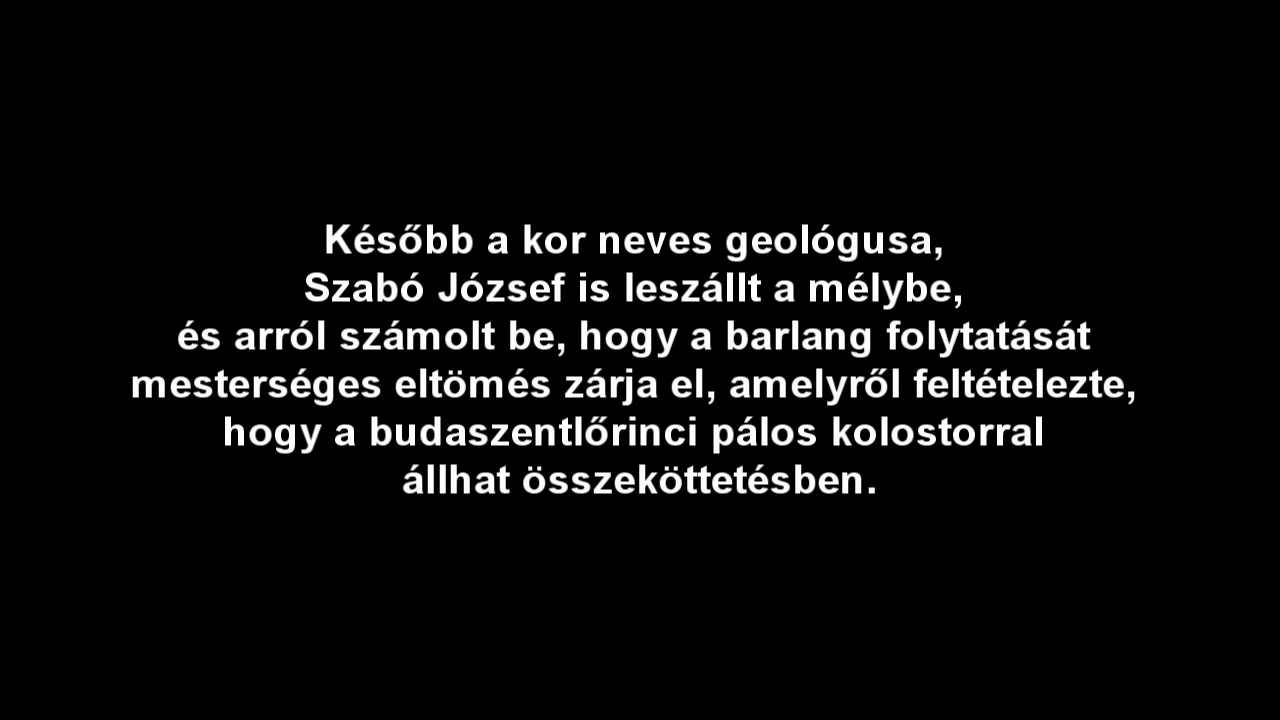 Később a kor neves geológusa,
Szabó József is leszállt a mélybe,
és arról számolt be, hogy a barlang folytatását
mesterséges eltömés zárja el, amelyről feltételezte,
hogy a budaszentlőrinci pálos kolostorral
állhat összeköttetésben.